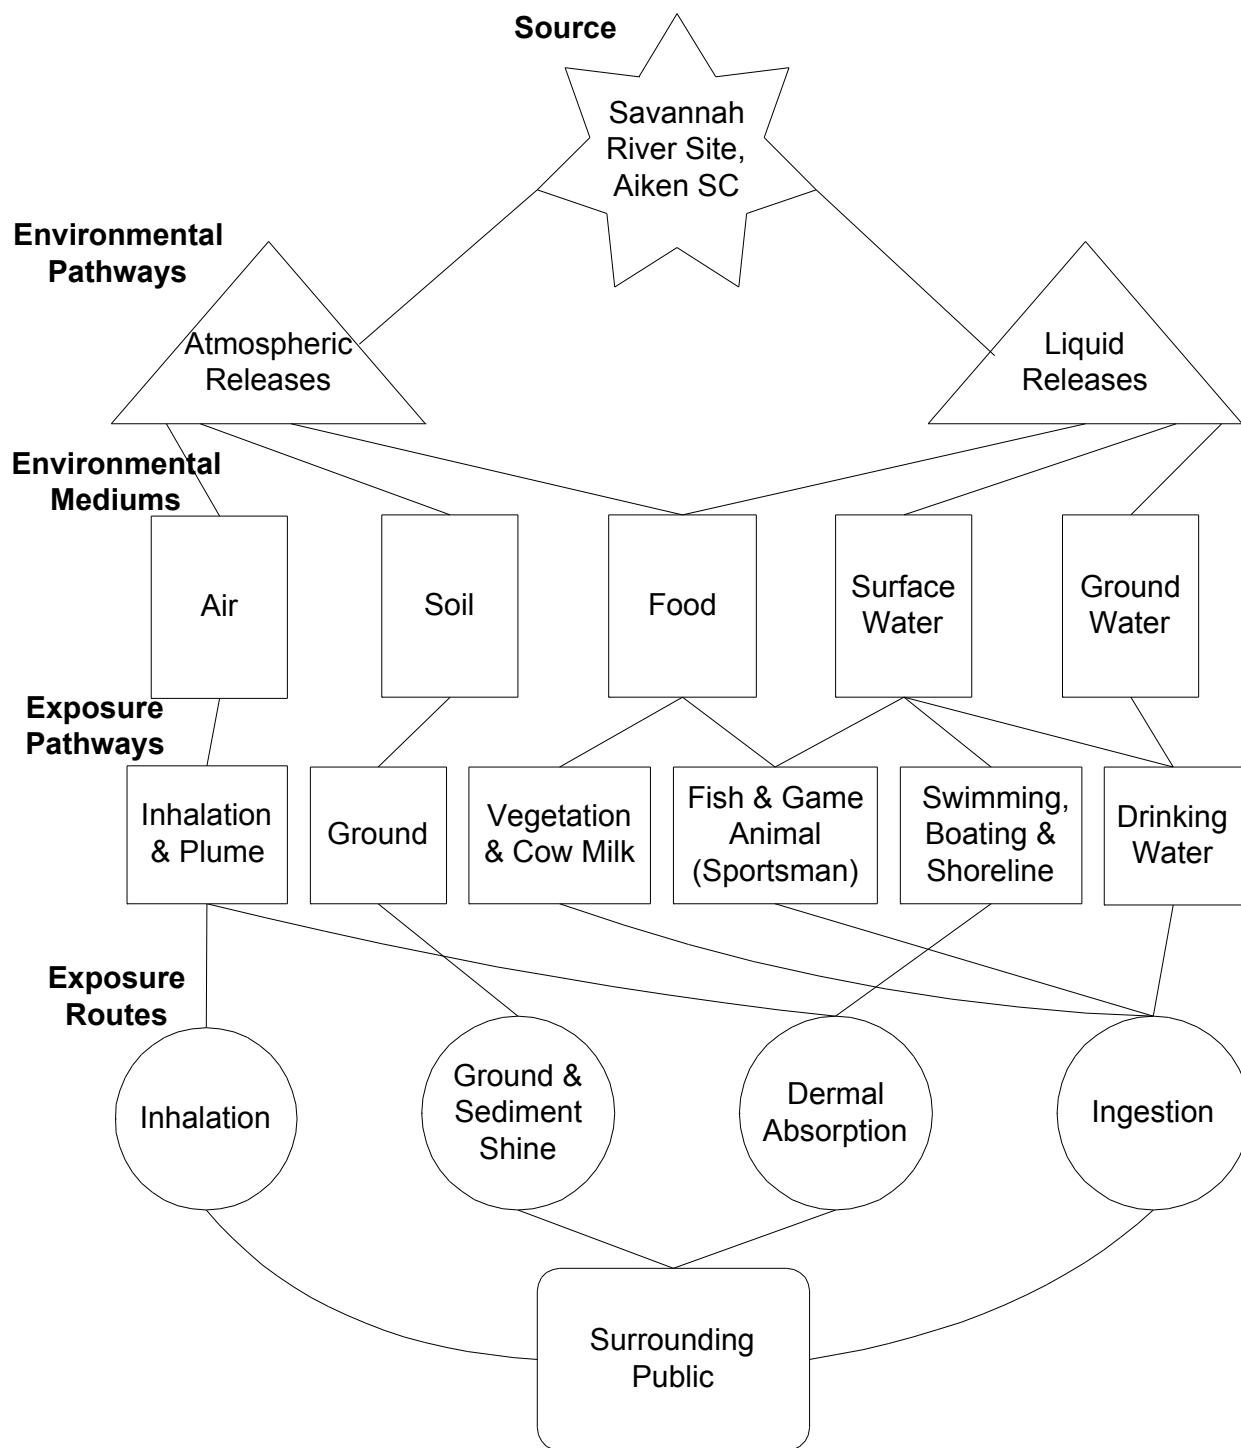 Source
Savannah
River Site,
Aiken SC
Environmental
Pathways
Atmospheric
Releases
Liquid
Releases
Environmental
Mediums
Air
Soil
Food
Surface
Water
Ground
Water
Exposure
Pathways
Inhalation
& Plume
Ground
Vegetation
& Cow Milk
Fish & Game
Animal
(Sportsman)
Swimming,
Boating &
Shoreline
Drinking
Water
Exposure
Routes
Inhalation
Ground &
Sediment
Shine
Dermal
Absorption
Ingestion
Surrounding
Public